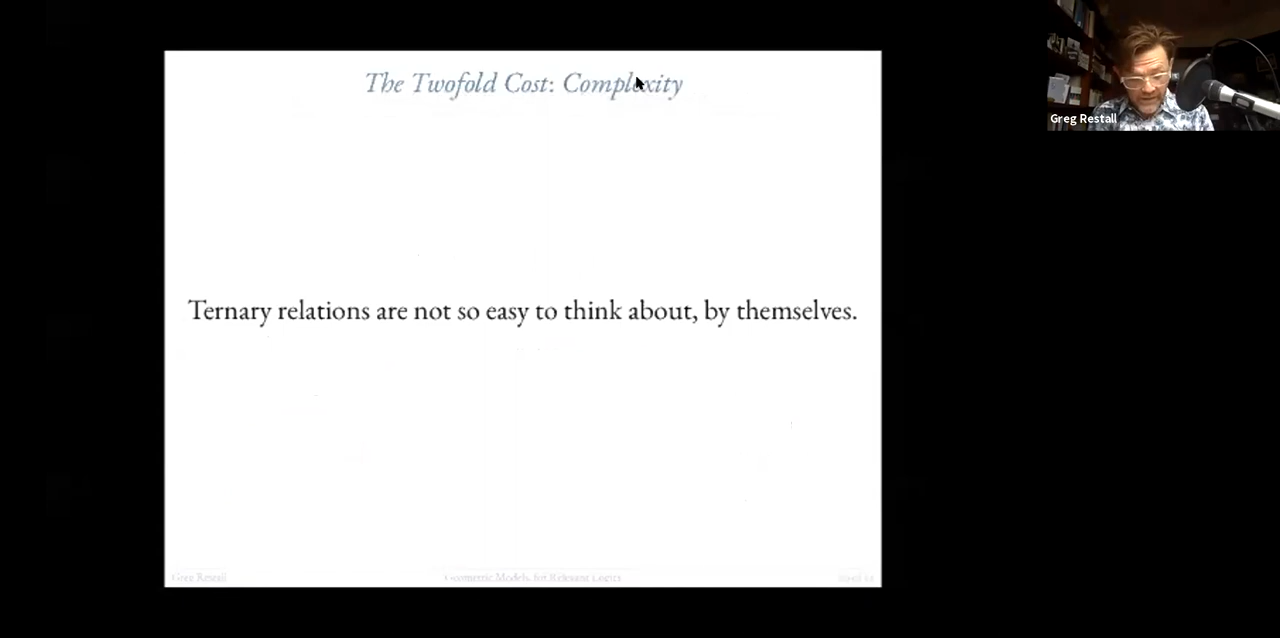 The Twofold Cost: Complexity
Greg Restall
Ternary relations are not so easy to think about, by themselves.
Greg Restall
Geometric Models for Relevant Logics